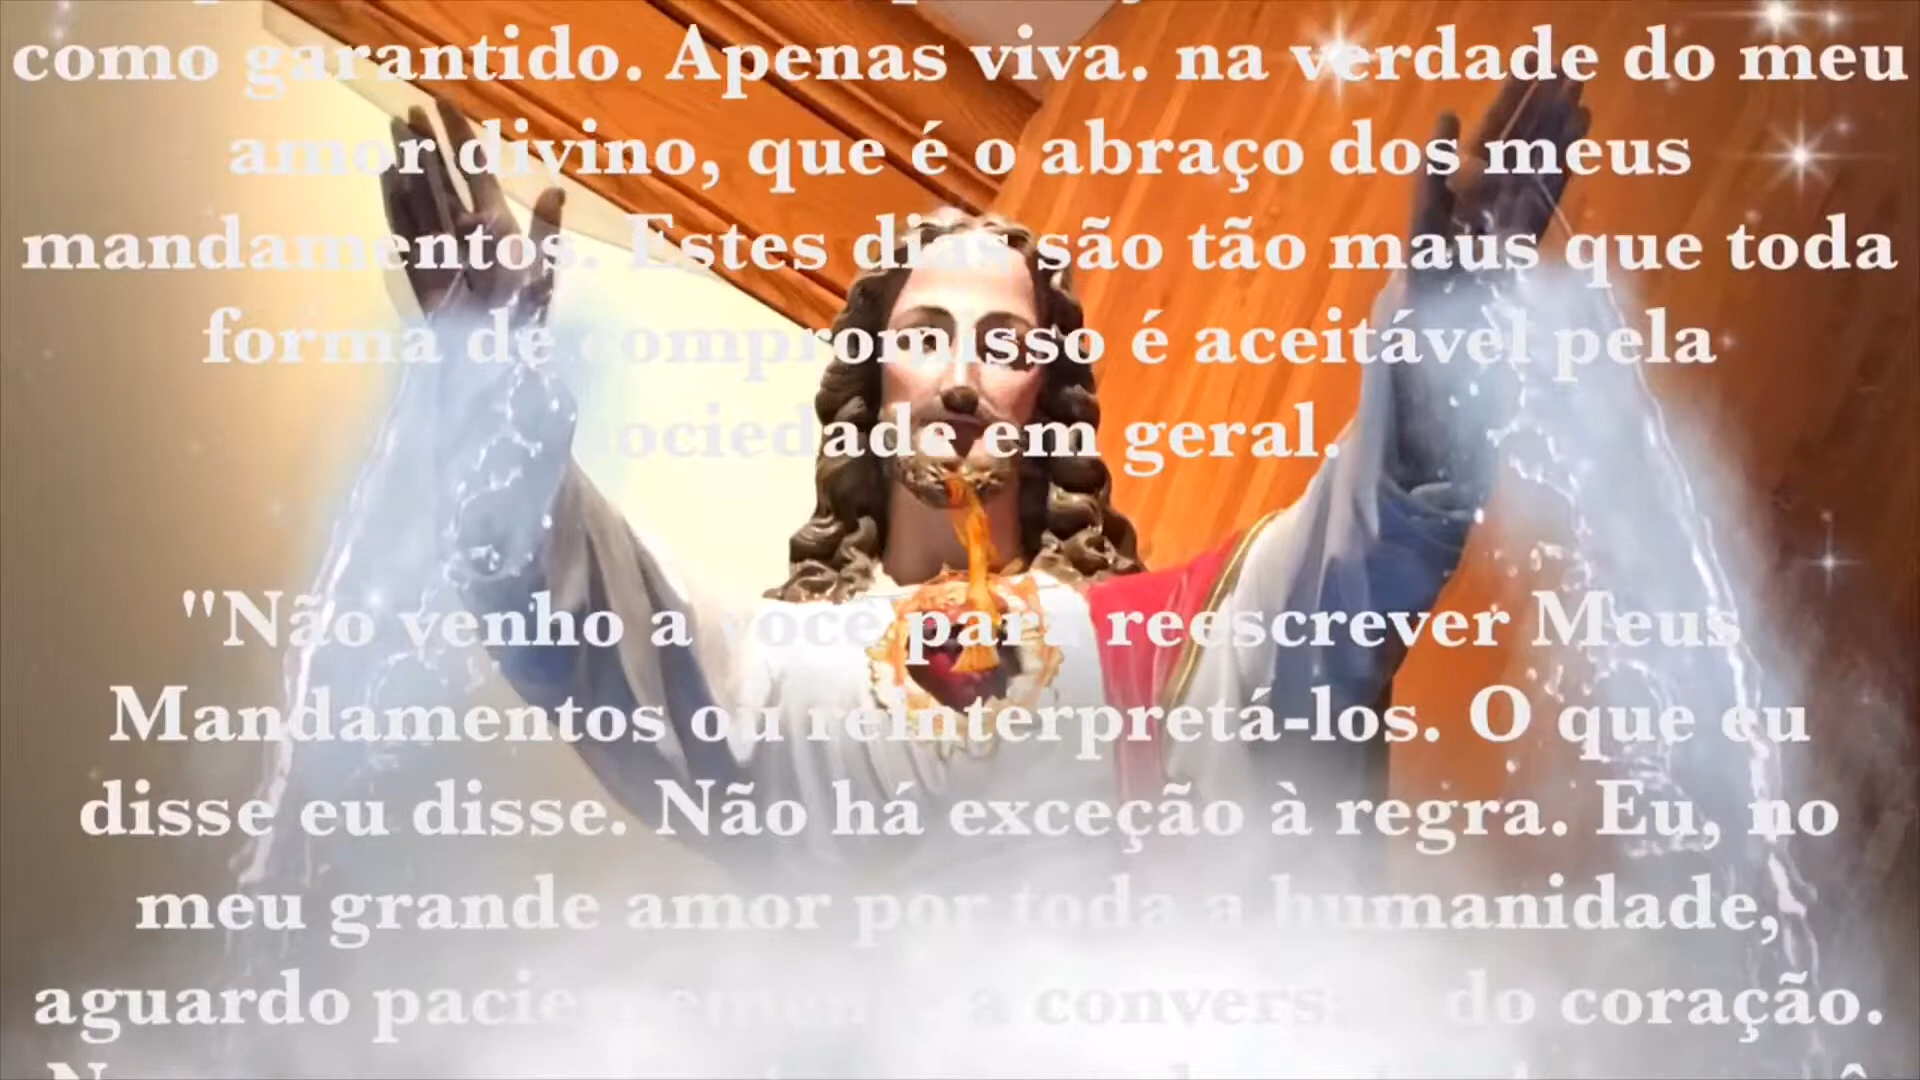 como garantido. Apenas viva. na verdade do meu
amor divino, que é o abraço dos meus
mandamentos. Estes dias são tão maus que toda
forma de compromisso é aceitável pela
sociedade em geral.
"Não venho a você para reescrever Meus
Mandamentos ou reinterpretá-los. O que eu
disse eu disse. Não há exceção à regra. Eu, no
meu grande amor por toda a humanidade,
aguardo a do coração.